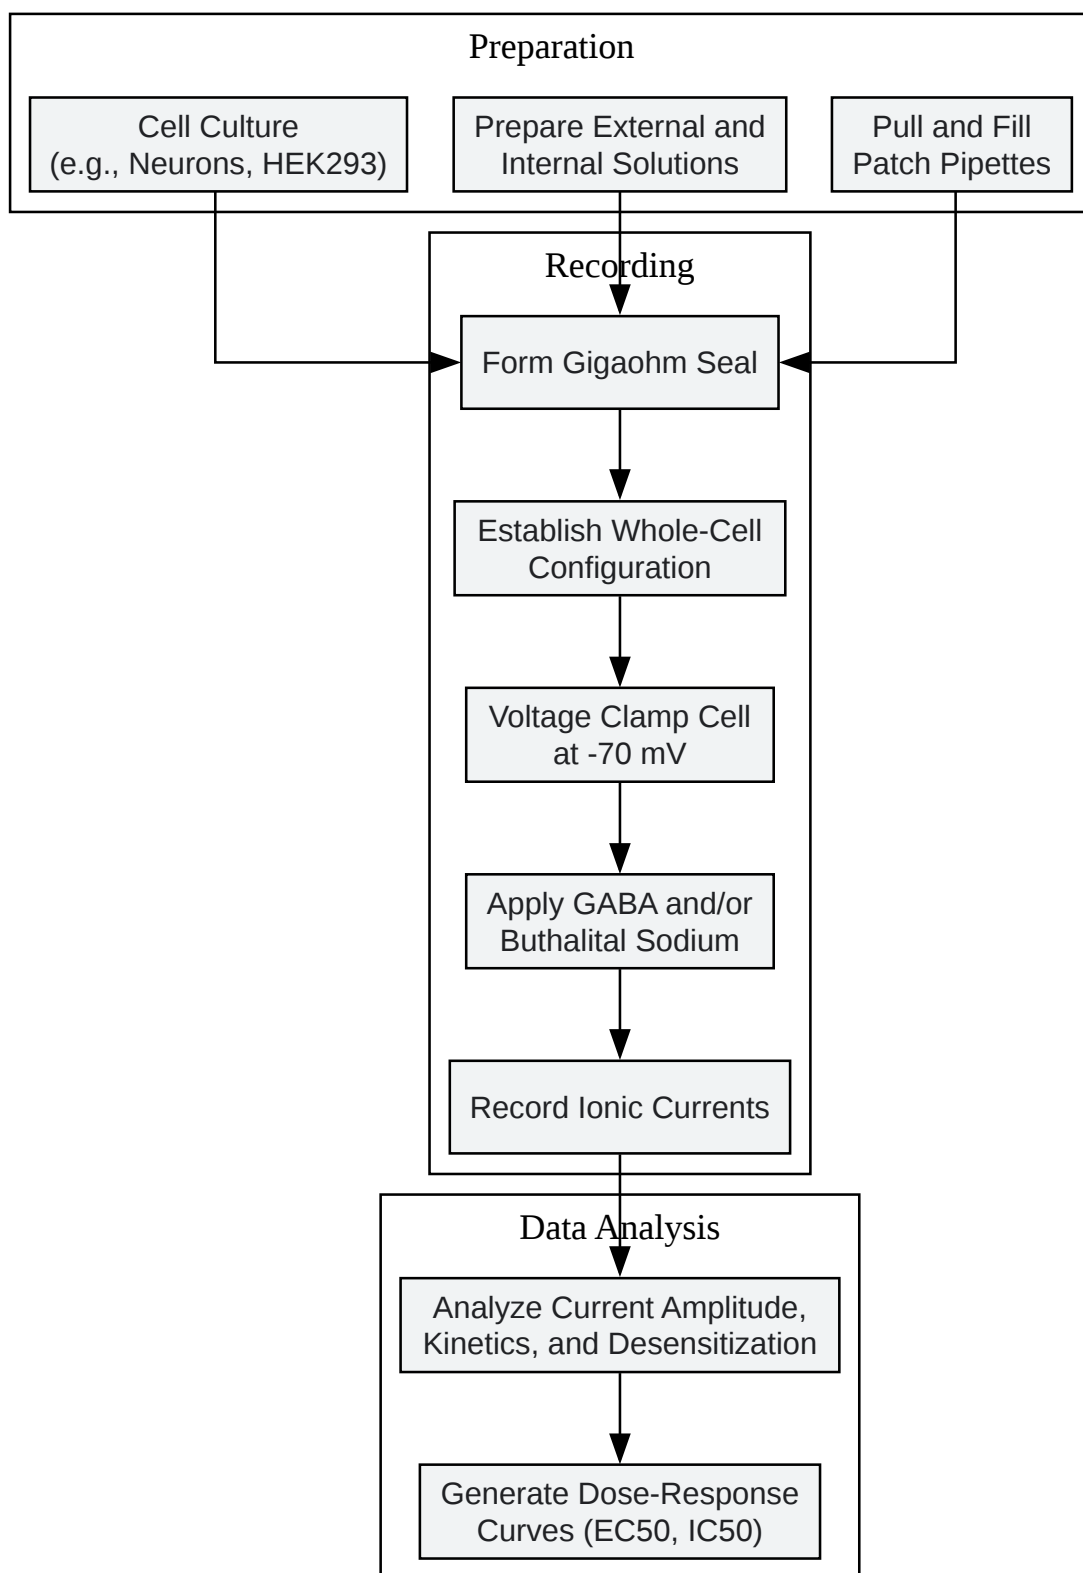 Preparation
Cell Culture
(e.g., Neurons, HEK293)
Prepare External and
Internal Solutions
Pull and Fill
Patch Pipettes
Recording
Form Gigaohm Seal
Establish Whole-Cell
Configuration
Voltage Clamp Cell
at -70 mV
Apply GABA and/or
Buthalital Sodium
Record Ionic Currents
Data Analysis
Analyze Current Amplitude,
Kinetics, and Desensitization
Generate Dose-Response
Curves (EC50, IC50)